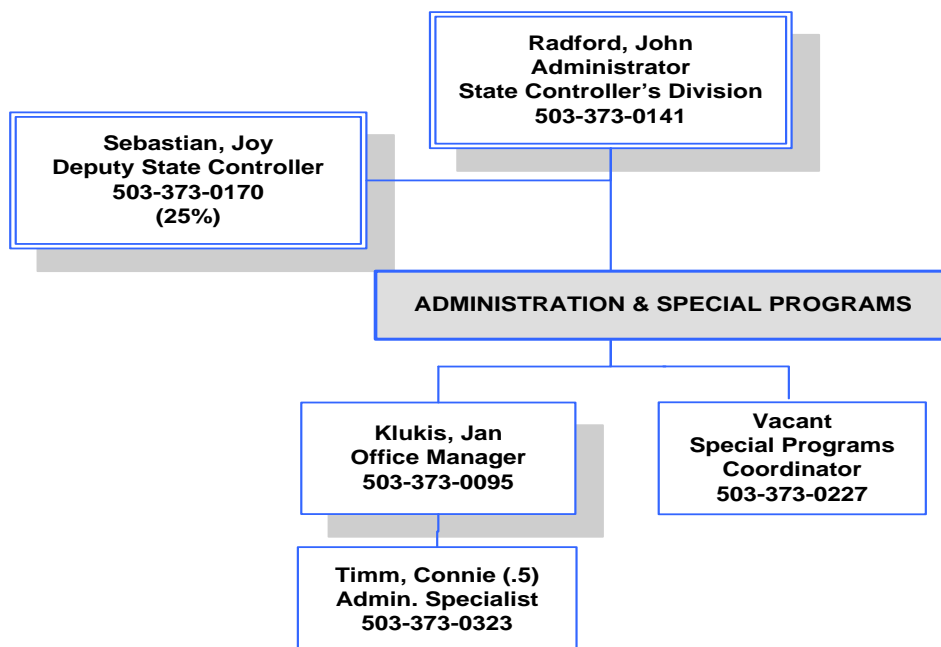 Radford, John
Administrator
State Controller's Division
503-373-0141
Sebastian, Joy
Deputy State Controller
503-373-0170
(25%)
ADMINISTRATION & SPECIAL PROGRAMS
Klukis, Jan
Office Manager
503-373-0095
Vacant
Special Programs
Coordinator
503-373-0227
Timm, Connie (.5)
Admin. Specialist
503-373-0323